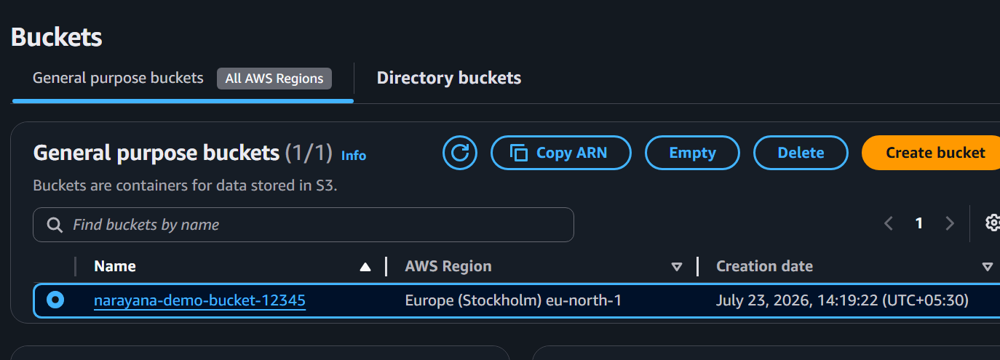 Buckets
General purpose buckets All AWS Regions Directory buckets
General purpose buckets (1/1) Info Copy ARN Empty Delete Create bucket
Buckets are containers for data stored in S3.
Find buckets by name 1
Name AWS Region Creation date
narayana-demo-bucket-12345 Europe (Stockholm) eu-north-1 July 23, 2026, 14:19:22 (UTC+05:30)